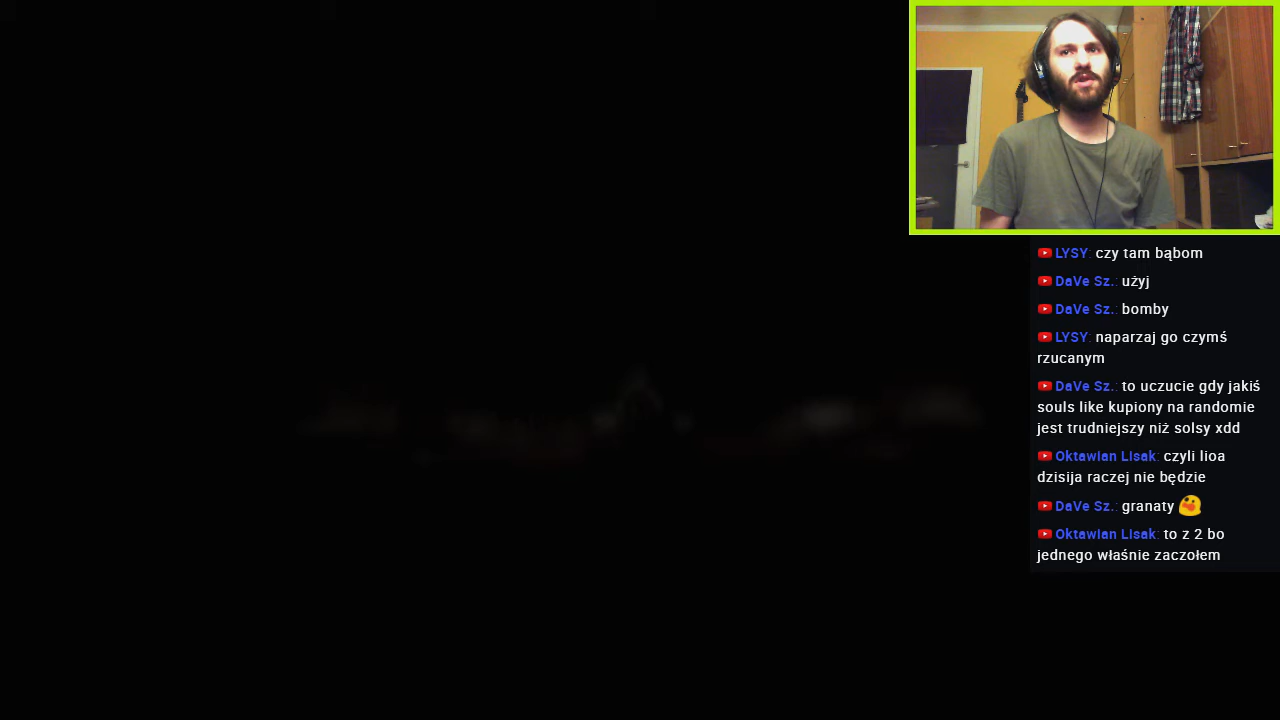 LYSY: czy tam bąbom
DaVe Sz.: użyj
DaVe Sz.: bomby
LYSY: naparzaj go czymś
rzucanym
DaVe Sz.: to uczucie gdy jakiś
souls like kupiony na randomie
jest trudniejszy niż solsy xdd
Oktawian Lisak: czyli lioa
dzisija raczej nie będzie
DaVe Sz.: granaty
Oktawian Lisak: to z 2 bo
jednego właśnie zaczołem